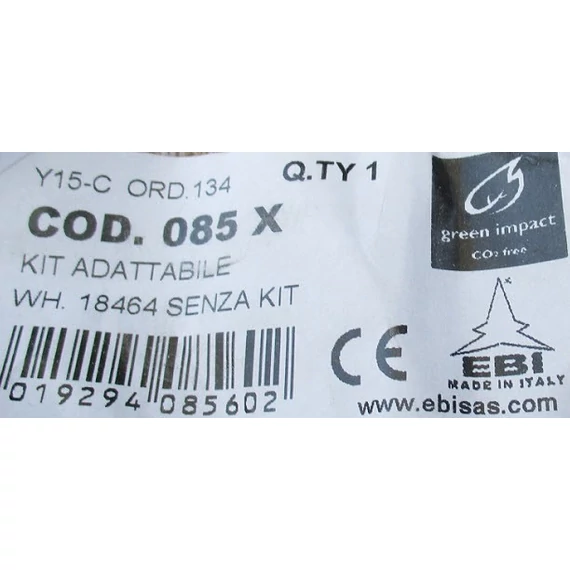 Y15-C ORD.134
Q.TY 1
COD. 085 X
KIT ADATTABILE
WH. 18464 SENZA KIT
019294 085602
green impact
CO₂ free
CE
EBI
MADE IN ITALY
www.ebisas.com